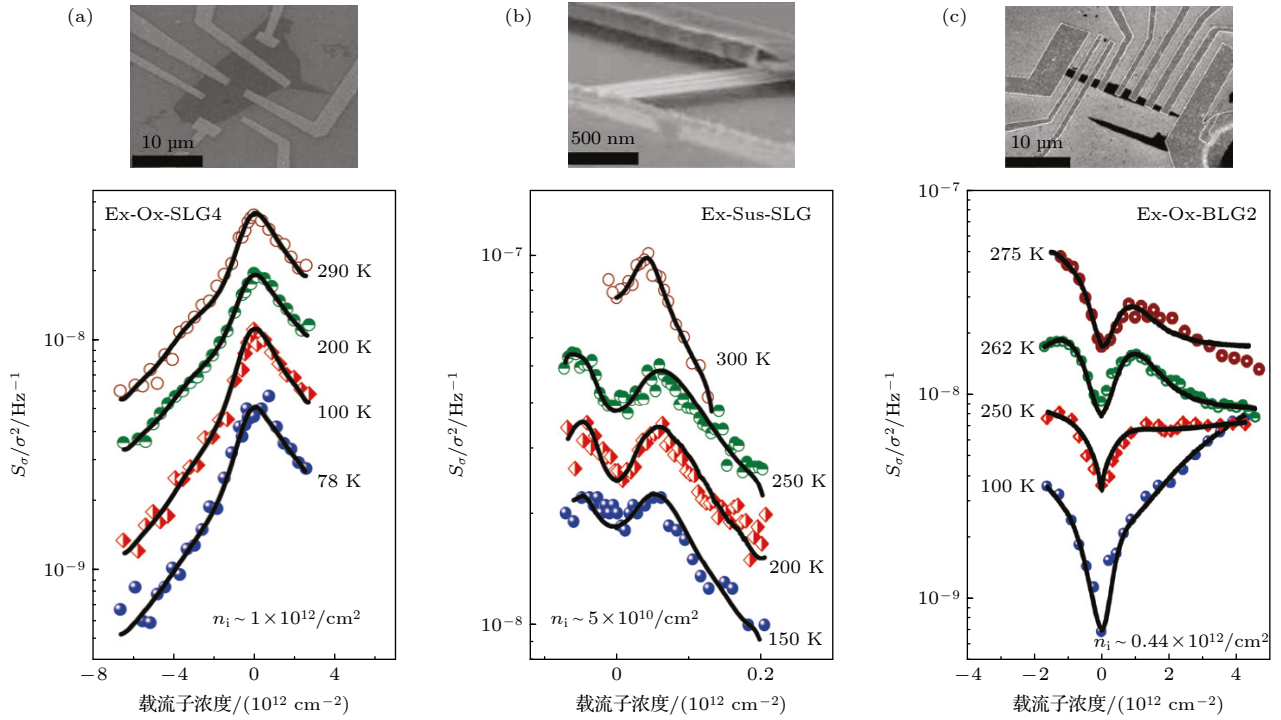 (a)
(b)
(c)
10 µm
500 nm
10 µm
Ex-Ox-SLG4
290 K
200 K
100 K
78 K
n_i ~ 1×10^12/cm^2
10^−8
10^−9
S_σ/σ^2/Hz^−1
−8
−4
0
4
载流子浓度/(10^12 cm^−2)
Ex-Sus-SLG
300 K
250 K
200 K
150 K
n_i ~ 5×10^10/cm^2
10^−7
10^−8
S_σ/σ^2/Hz^−1
0
0.2
载流子浓度/(10^12 cm^−2)
Ex-Ox-BLG2
275 K
262 K
250 K
100 K
n_i ~ 0.44×10^12/cm^2
10^−7
10^−8
10^−9
S_σ/σ^2/Hz^−1
−4
−2
0
2
4
载流子浓度/(10^12 cm^−2)